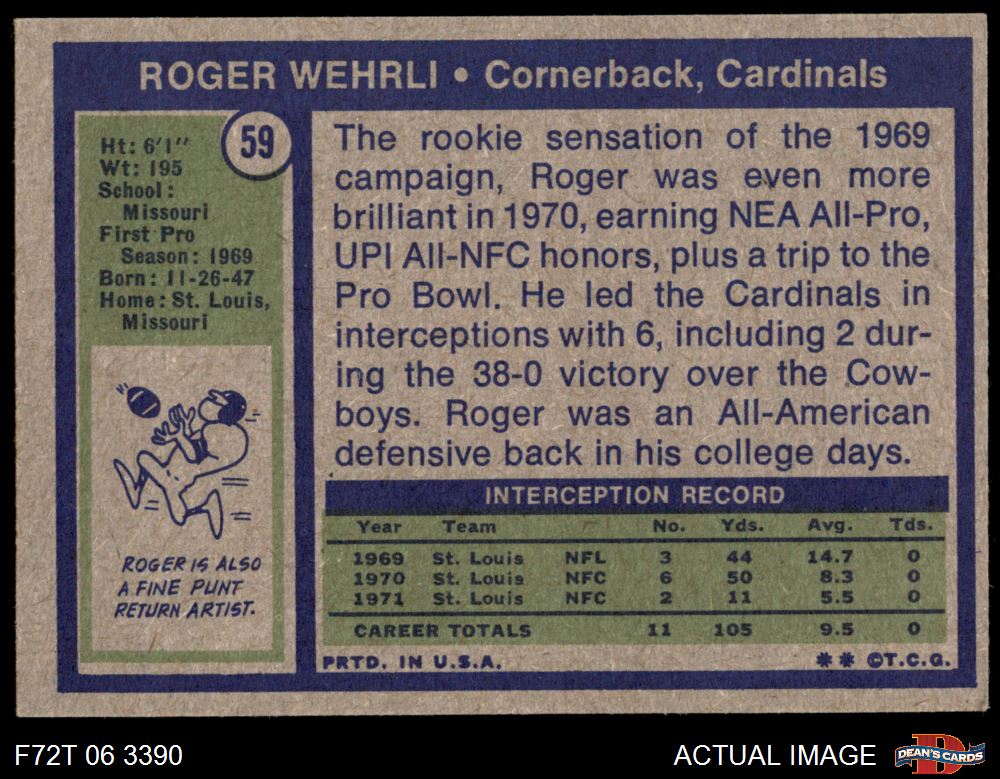 ROGER WEHRLI • Cornerback, Cardinals
59
Ht: 6'1"
Wt: 195
School:
Missouri
First Pro
Season: 1969
Born: 11-26-47
Home: St. Louis,
Missouri
ROGER IS ALSO
A FINE PUNT
RETURN ARTIST.
The rookie sensation of the 1969
campaign, Roger was even more
brilliant in 1970, earning NEA All-Pro,
UPI All-NFC honors, plus a trip to the
Pro Bowl. He led the Cardinals in
interceptions with 6, including 2 dur-
ing the 38-0 victory over the Cow-
boys. Roger was an All-American
defensive back in his college days.
INTERCEPTION RECORD
Year Team No. Yds. Avg. Tds.
1969 St. Louis NFL 3 44 14.7 0
1970 St. Louis NFC 6 50 8.3 0
1971 St. Louis NFC 2 11 5.5 0
CAREER TOTALS 11 105 9.5 0
PRTD. IN U.S.A. ** ©T.C.G.
F72T 06 3390 ACTUAL IMAGE D DEAN'S CARDS